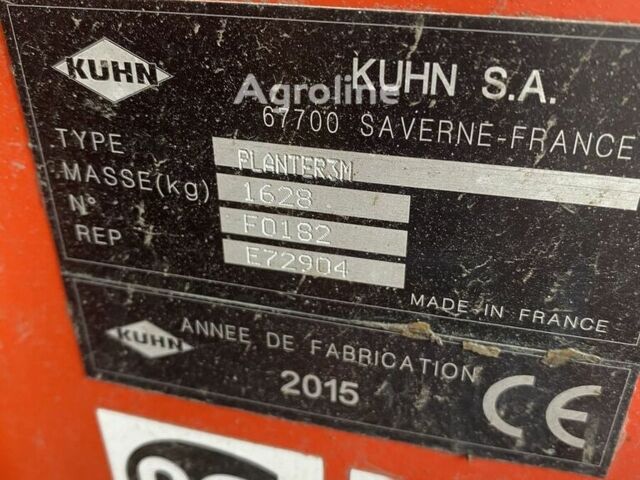 KUHN
KUHN S.A.
Agroline
67700 SAVERNE-FRANCE
TYPE PLANTER3M
MASSE(kg) 1628
N° F0182
REP E72904
MADE IN FRANCE
KUHN
ANNEE DE FABRICATION
2015
CE